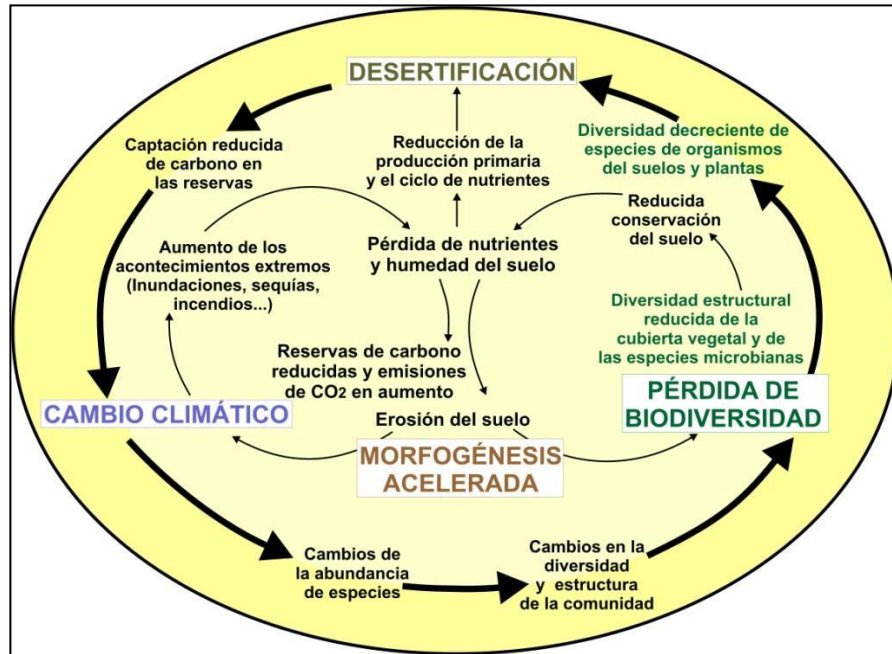 DESERTIFICACIÓN
Captación reducida
de carbono en
las reservas
Reducción de la
producción primaria
y el ciclo de nutrientes
Diversidad decreciente de
especies de organismos
del suelos y plantas
Reducida
conservación
del suelo
Aumento de los
acontecimientos extremos
(Inundaciones, sequías,
incendios...)
Pérdida de nutrientes
y humedad del suelo
Diversidad estructural
reducida de la
cubierta vegetal y de
las especies microbianas
Reservas de carbono
reducidas y emisiones
de CO2 en aumento
CAMBIO CLIMÁTICO
Erosión del suelo
PÉRDIDA DE
BIODIVERSIDAD
MORFOGÉNESIS
ACELERADA
Cambios de
la abundancia
de especies
Cambios en la
diversidad
y estructura
de la comunidad